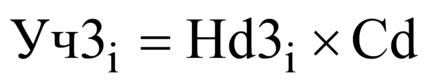 Уч3i = Hd3i × Cd